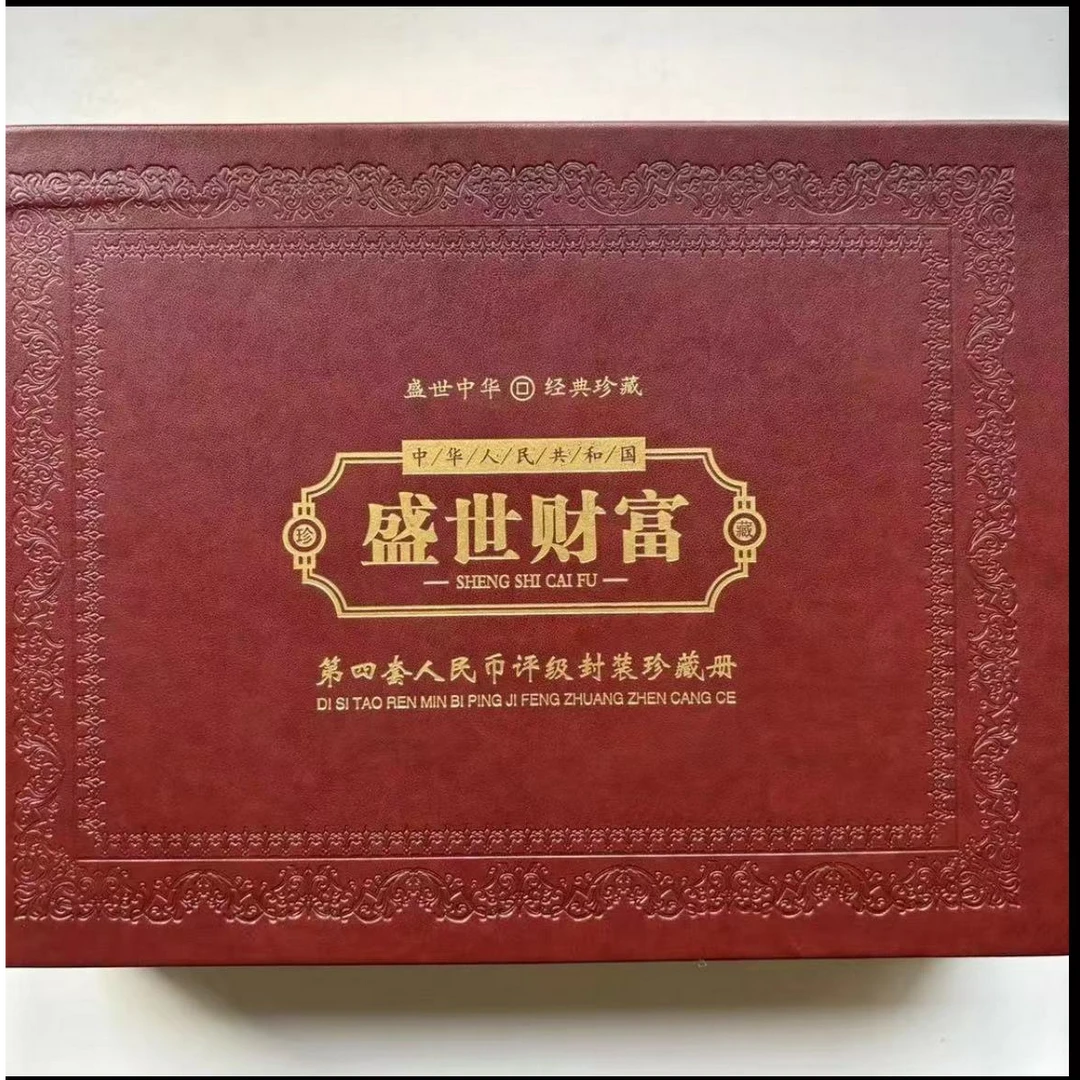 盛世中华 回 经典珍藏
中/华/人/民/共/和/国
珍
盛世财富
藏
SHENG SHI CAI FU
第四套人民币评级封装珍藏册
DI SI TAO REN MIN BI PING JI FENG ZHUANG ZHEN CANG CE